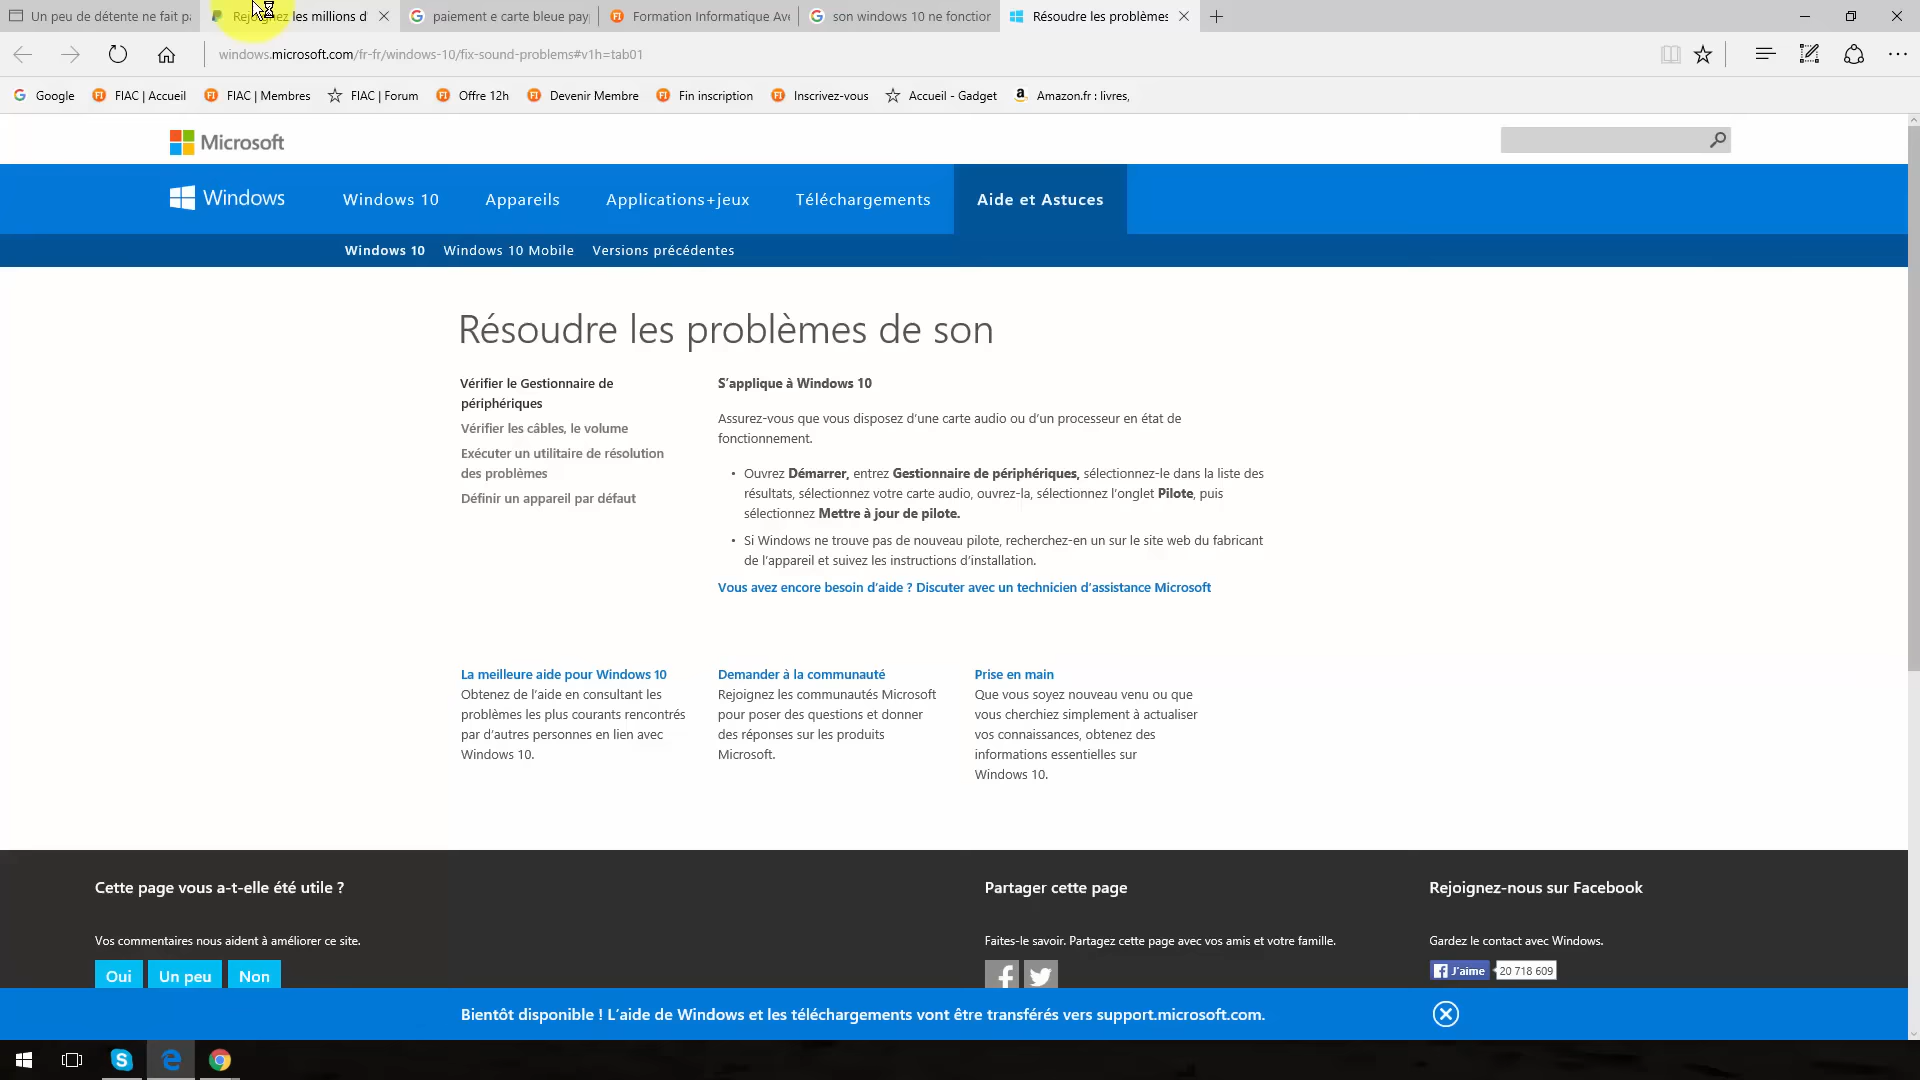 Un peu de détente ne fait pa
les millions d'
paiement e carte bleue pay
Formation Informatique Ave
son windows 10 ne fonction
Résoudre les problèmes
windows.microsoft.com/fr-fr/windows-10/fix-sound-problems#v1h=tab01
Google
FIAC | Accueil
FIAC | Membres
FIAC | Forum
Offre 12h
Devenir Membre
Fin inscription
Inscrivez-vous
Accueil - Gadget
Amazon.fr : livres,
Microsoft
Windows
Windows 10
Appareils
Applications+jeux
Téléchargements
Aide et Astuces
Windows 10
Windows 10 Mobile
Versions précédentes
Résoudre les problèmes de son
Vérifier le Gestionnaire de
périphériques
Vérifier les câbles, le volume
Exécuter un utilitaire de résolution
des problèmes
Définir un appareil par défaut
S'applique à Windows 10
Assurez-vous que vous disposez d'une carte audio ou d'un processeur en état de
fonctionnement.
• Ouvrez Démarrer, entrez Gestionnaire de périphériques, sélectionnez-le dans la liste des
résultats, sélectionnez votre carte audio, ouvrez-la, sélectionnez l'onglet Pilote, puis
sélectionnez Mettre à jour de pilote.
• Si Windows ne trouve pas de nouveau pilote, recherchez-en un sur le site web du fabricant
de l'appareil et suivez les instructions d'installation.
Vous avez encore besoin d'aide ? Discuter avec un technicien d'assistance Microsoft
La meilleure aide pour Windows 10
Obtenez de l'aide en consultant les
problèmes les plus courants rencontrés
par d'autres personnes en lien avec
Windows 10.
Demander à la communauté
Rejoignez les communautés Microsoft
pour poser des questions et donner
des réponses sur les produits
Microsoft.
Prise en main
Que vous soyez nouveau venu ou que
vous cherchiez simplement à actualiser
vos connaissances, obtenez des
informations essentielles sur
Windows 10.
Cette page vous a-t-elle été utile ?
Vos commentaires nous aident à améliorer ce site.
Oui
Un peu
Non
Partager cette page
Faites-le savoir. Partagez cette page avec vos amis et votre famille.
Rejoignez-nous sur Facebook
Gardez le contact avec Windows.
J'aime
20 718 609
Bientôt disponible ! L'aide de Windows et les téléchargements vont être transférés vers support.microsoft.com.